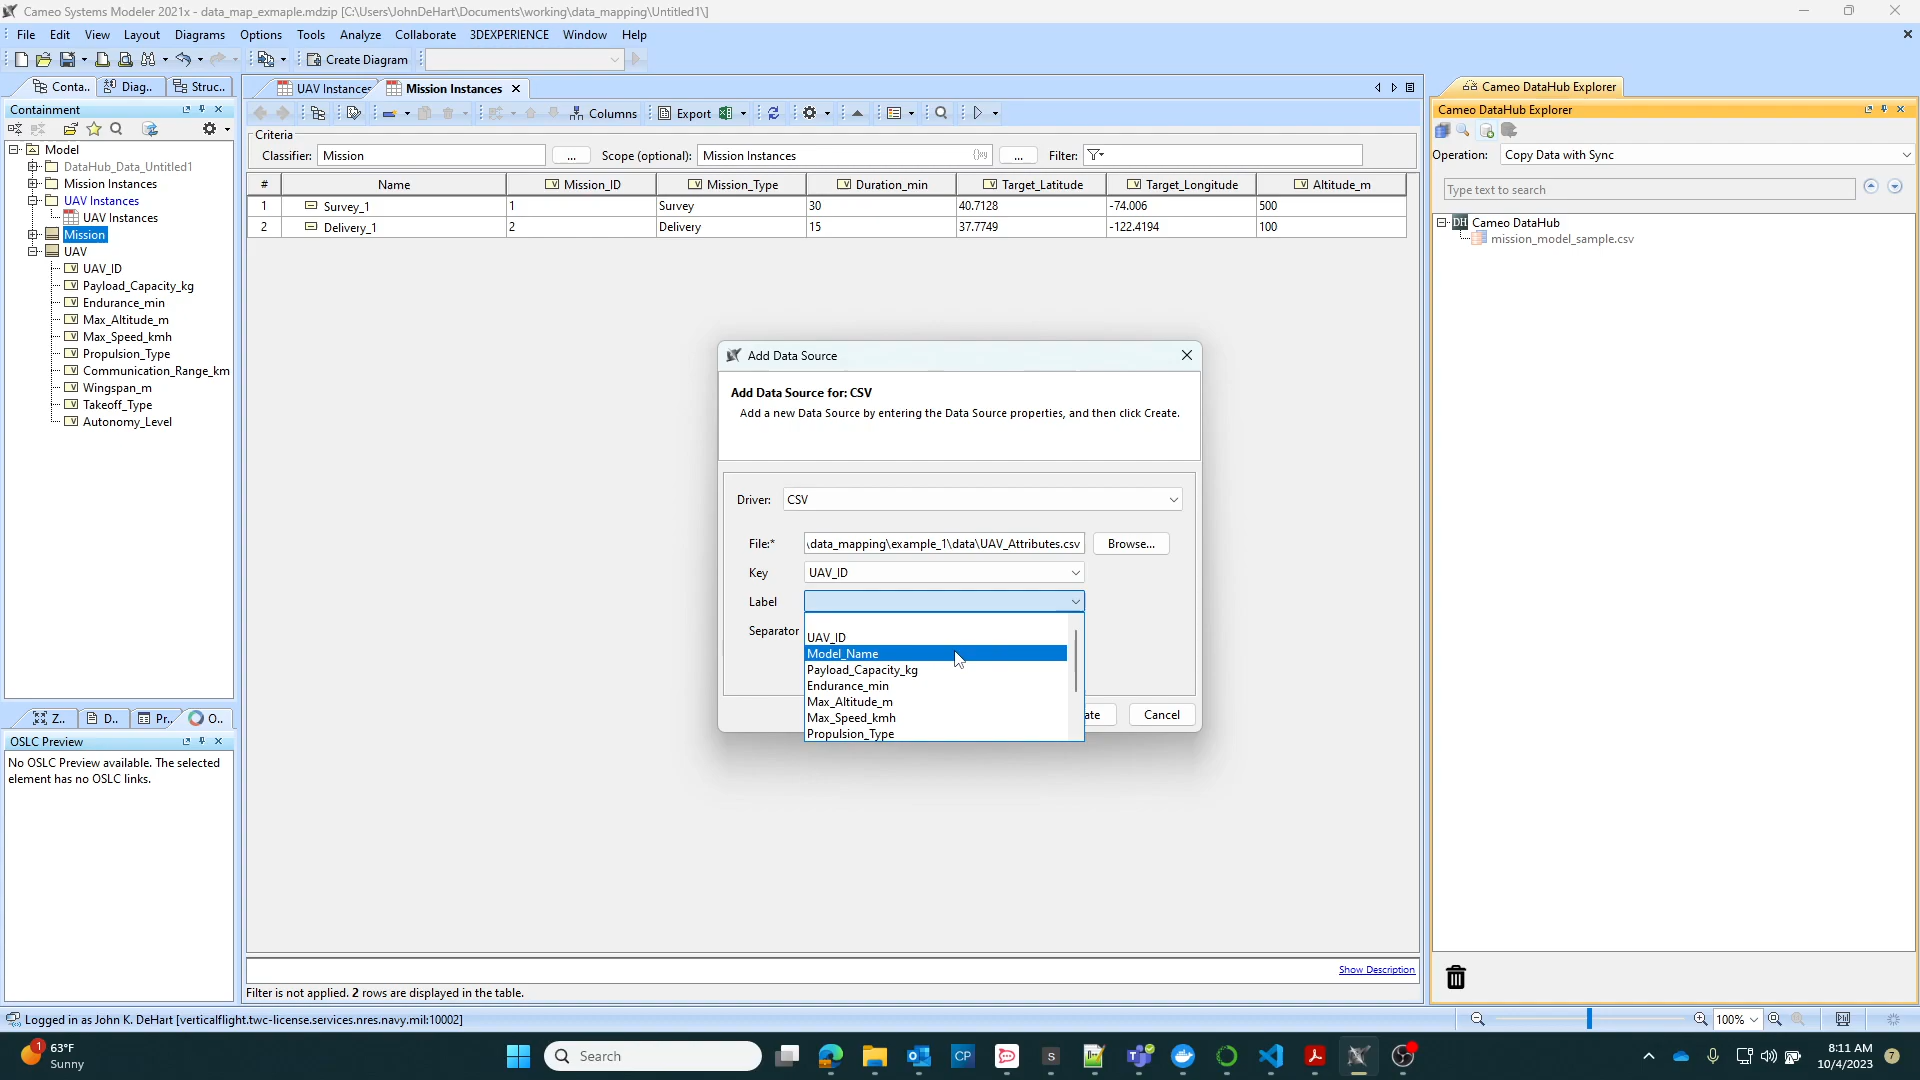 Cameo Systems Modeler 2021x - data_map_exmaple.mdzip [C:\Users\JohnDeHart\Documents\working\data_mapping\Untitled1\]
File Edit View Layout Diagrams Options Tools Analyze Collaborate 3DEXPERIENCE Window Help
Create Diagram
Conta.. Diag.. Struc..
Containment
Model
DataHub_Data_Untitled1
Mission Instances
UAV Instances
UAV Instances
Mission
UAV
UAV_ID
Payload_Capacity_kg
Endurance_min
Max_Altitude_m
Max_Speed_kmh
Propulsion_Type
Communication_Range_km
Wingspan_m
Takeoff_Type
Autonomy_Level
Z.. D.. Pr.. O..
OSLC Preview
No OSLC Preview available. The selected
element has no OSLC links.
UAV Instances Mission Instances
Columns Export
Criteria
Classifier: Mission ... Scope (optional): Mission Instances ... Filter:
# Name Mission_ID Mission_Type Duration_min Target_Latitude Target_Longitude Altitude_m
1 Survey_1 1 Survey 30 40.7128 -74.006 500
2 Delivery_1 2 Delivery 15 37.7749 -122.4194 100
Add Data Source
Add Data Source for: CSV
Add a new Data Source by entering the Data Source properties, and then click Create.
Driver: CSV
File:* \data_mapping\example_1\data\UAV_Attributes.csv Browse...
Key UAV_ID
Label
Separator
UAV_ID
Model_Name
Payload_Capacity_kg
Endurance_min
Max_Altitude_m
Max_Speed_kmh
Propulsion_Type
ate Cancel
Show Description
Filter is not applied. 2 rows are displayed in the table.
Cameo DataHub Explorer
Cameo DataHub Explorer
Operation: Copy Data with Sync
Type text to search
DH Cameo DataHub
mission_model_sample.csv
Logged in as John K. DeHart [verticalflight.twc-license.services.nres.navy.mil:10002]
100%
1 63°F
Sunny
Search
CP
S
8:11 AM
10/4/2023
7